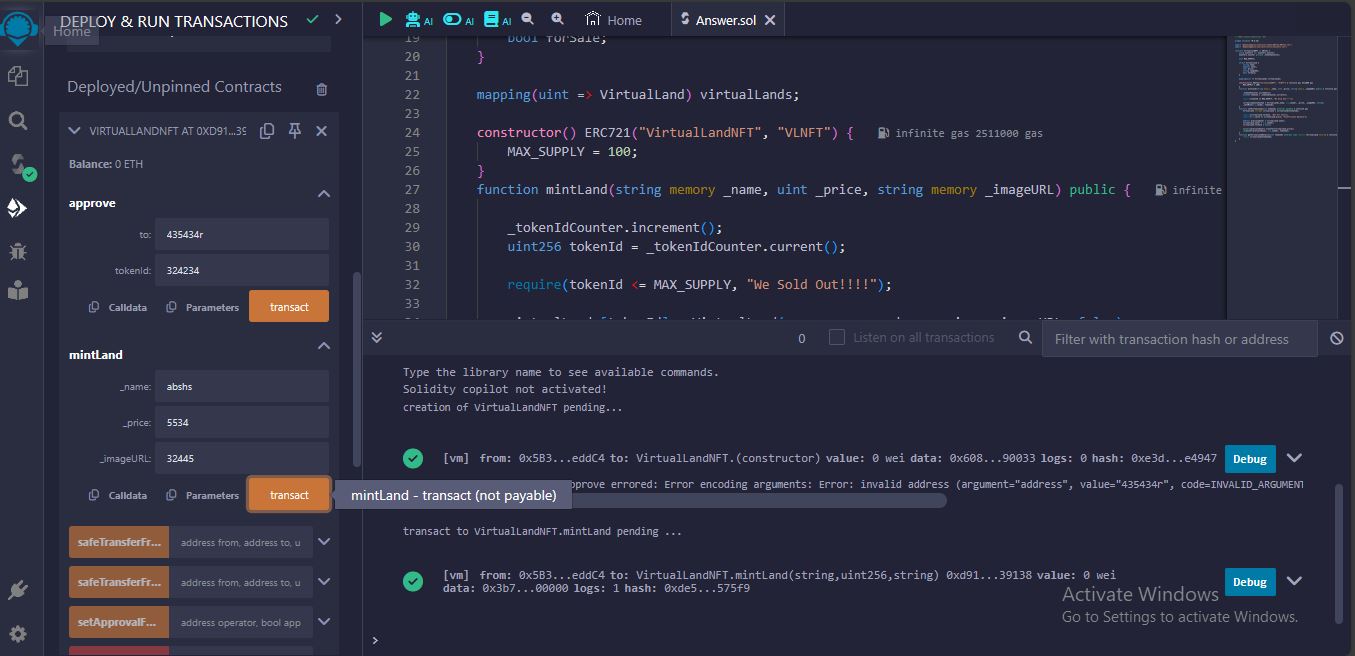 DEPLOY & RUN TRANSACTIONS
Home
Deployed/Unpinned Contracts
VIRTUALLANDNFT AT 0XD91...39
Balance: 0 ETH
approve
to: 435434r
tokenId: 324234
Calldata Parameters transact
mintLand
_name: abshs
_price: 5534
_imageURL: 32445
Calldata Parameters transact
mintLand - transact (not payable)
safeTransferFr... address from, address to, u
safeTransferFr... address from, address to, u
setApprovalF... address operator, bool app
AI AI AI Home Answer.sol
19 bool forSale;
20 }
21
22 mapping(uint => VirtualLand) virtualLands;
23
24 constructor() ERC721("VirtualLandNFT", "VLNFT") { infinite gas 2511000 gas
25 MAX_SUPPLY = 100;
26 }
27 function mintLand(string memory _name, uint _price, string memory _imageURL) public { infinite
28
29 _tokenIdCounter.increment();
30 uint256 tokenId = _tokenIdCounter.current();
31
32 require(tokenId <= MAX_SUPPLY, "We Sold Out!!!!");
33
0 Listen on all transactions Filter with transaction hash or address
Type the library name to see available commands.
Solidity copilot not activated!
creation of VirtualLandNFT pending...
[vm] from: 0x5B3...eddC4 to: VirtualLandNFT.(constructor) value: 0 wei data: 0x608...90033 logs: 0 hash: 0xe3d...e4947 Debug
pprove errored: Error encoding arguments: Error: invalid address (argument="address", value="435434r", code=INVALID_ARGUMENT
transact to VirtualLandNFT.mintLand pending ...
[vm] from: 0x5B3...eddC4 to: VirtualLandNFT.mintLand(string,uint256,string) 0xd91...39138 value: 0 wei
data: 0x3b7...00000 logs: 1 hash: 0xde5...575f9 Debug
Activate Windows
Go to Settings to activate Windows.
>